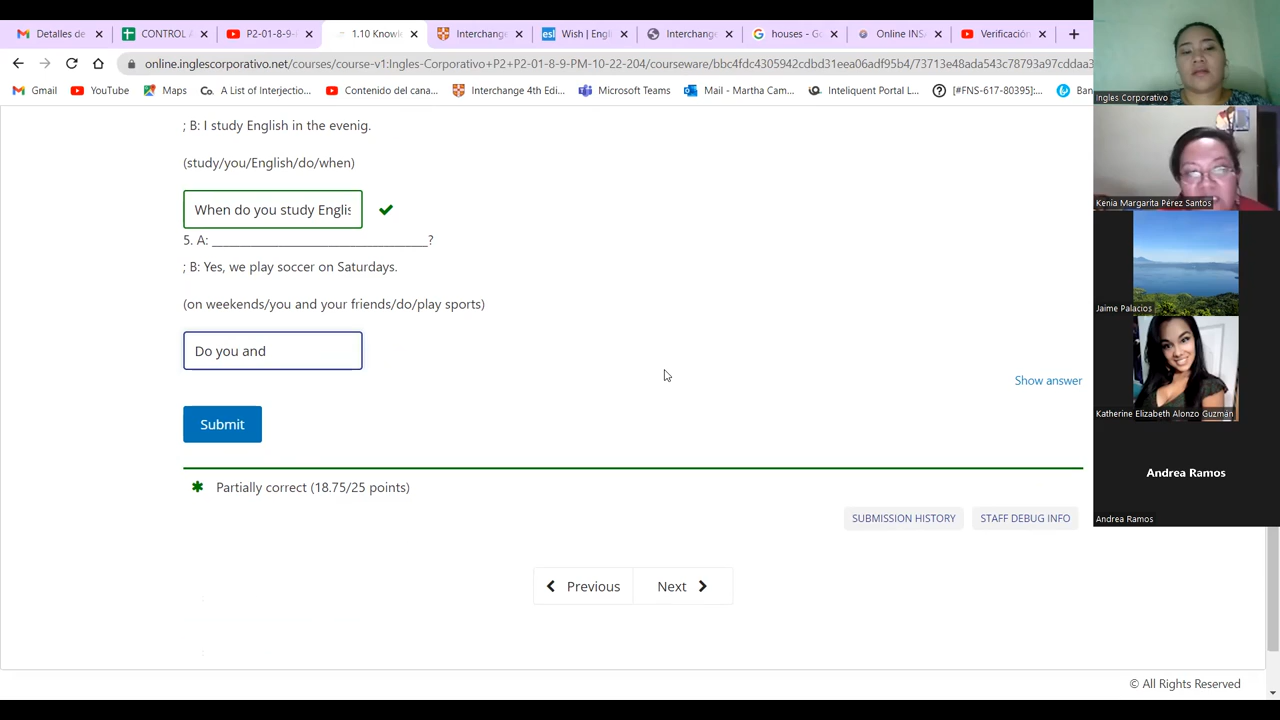 Detalles de
CONTROL A
P2-01-8-9-
1.10 Knowl
Interchange
Wish | Engl
Interchange
houses - Go
Online INSA
Verificación
online.inglescorporativo.net/courses/course-v1:Ingles-Corporativo+P2+P2-01-8-9-PM-10-22-204/courseware/bbc4fdc4305942cdbd31eea06adf95b4/73713e48ada543c78793a97cddaa3
Gmail
YouTube
Maps
A List of Interjectio...
Contenido del cana...
Interchange 4th Edi...
Microsoft Teams
Mail - Martha Cam...
Inteliquent Portal L...
[#FNS-617-80395]:...
Ban
; B: I study English in the evenig.
(study/you/English/do/when)
When do you study Englis
5. A: ________________________________?
; B: Yes, we play soccer on Saturdays.
(on weekends/you and your friends/do/play sports)
Do you and
Show answer
Submit
Partially correct (18.75/25 points)
SUBMISSION HISTORY
STAFF DEBUG INFO
Previous
Next
© All Rights Reserved
Ingles Corporativo
Kenia Margarita Pérez Santos
Jaime Palacios
Katherine Elizabeth Alonzo Guzmán
Andrea Ramos
Andrea Ramos